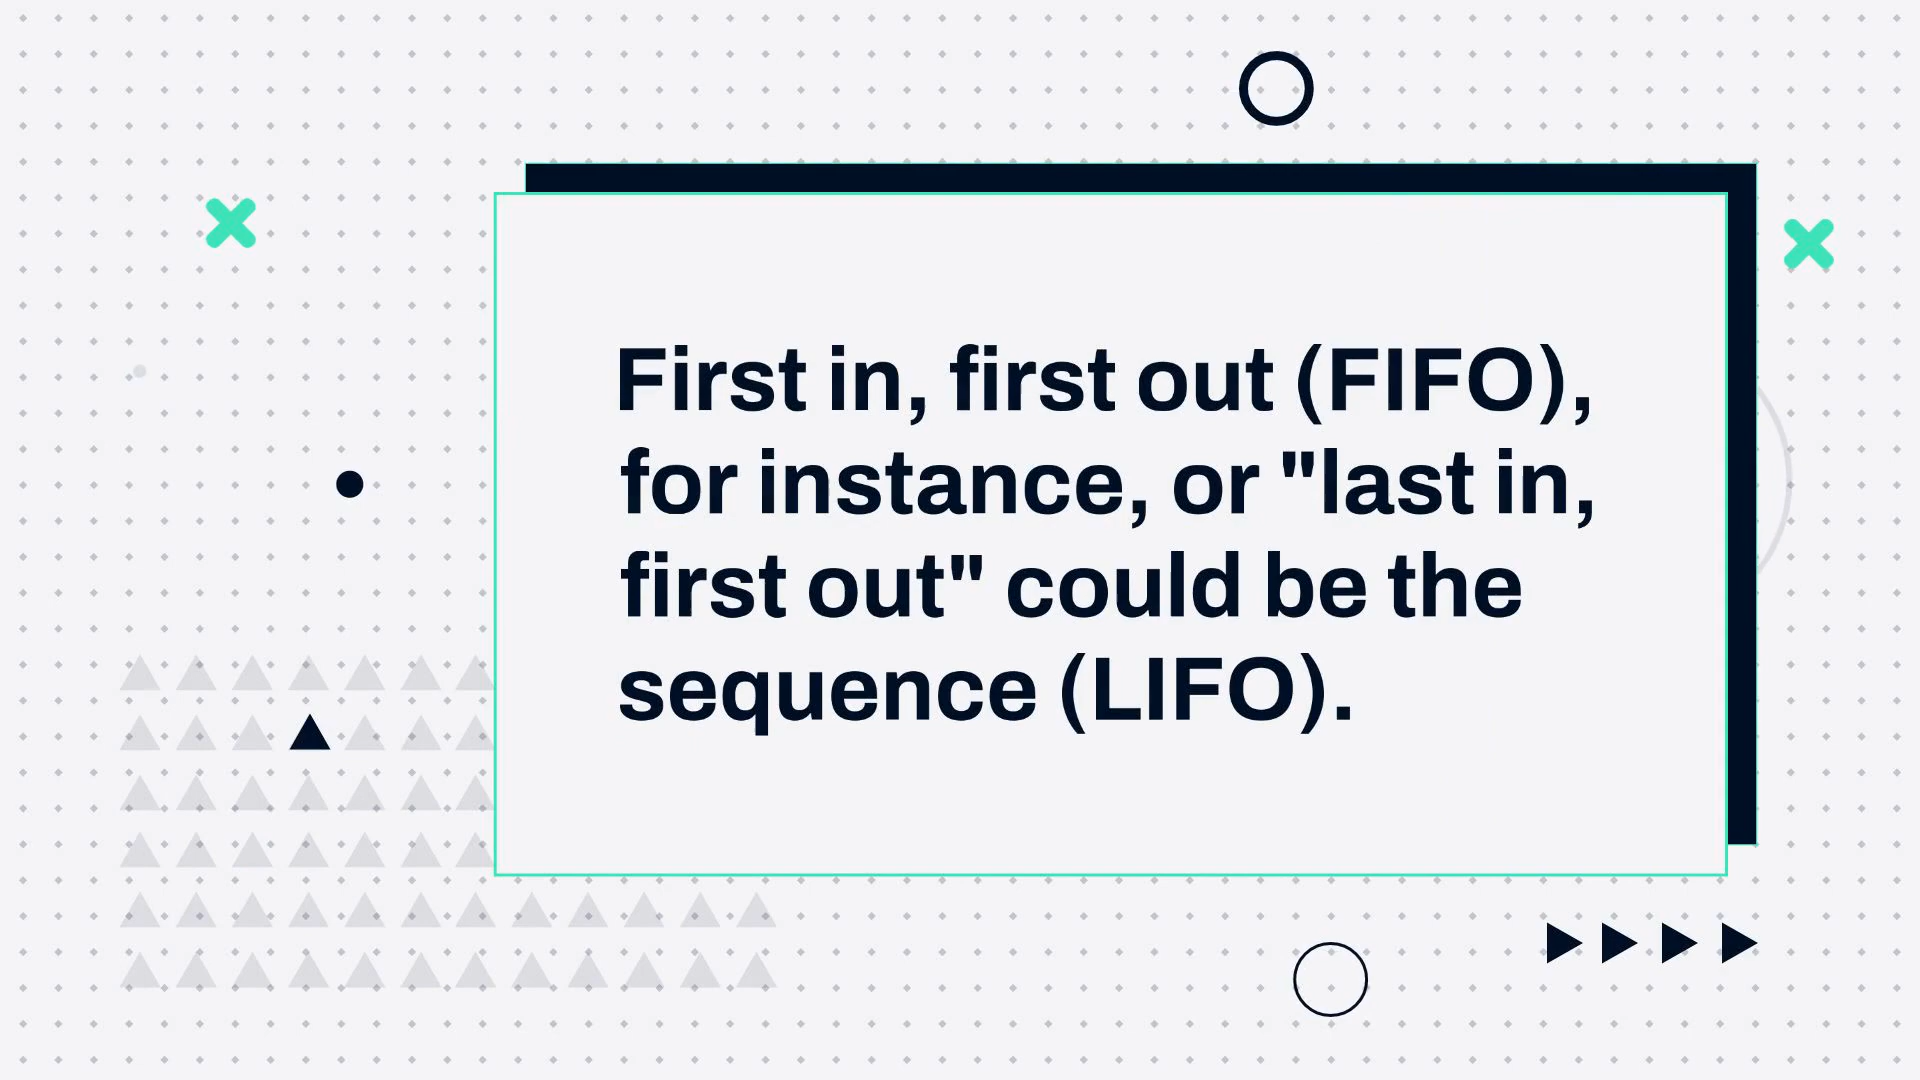 First in, first out (FIFO),
for instance, or "last in,
first out" could be the
sequence (LIFO).